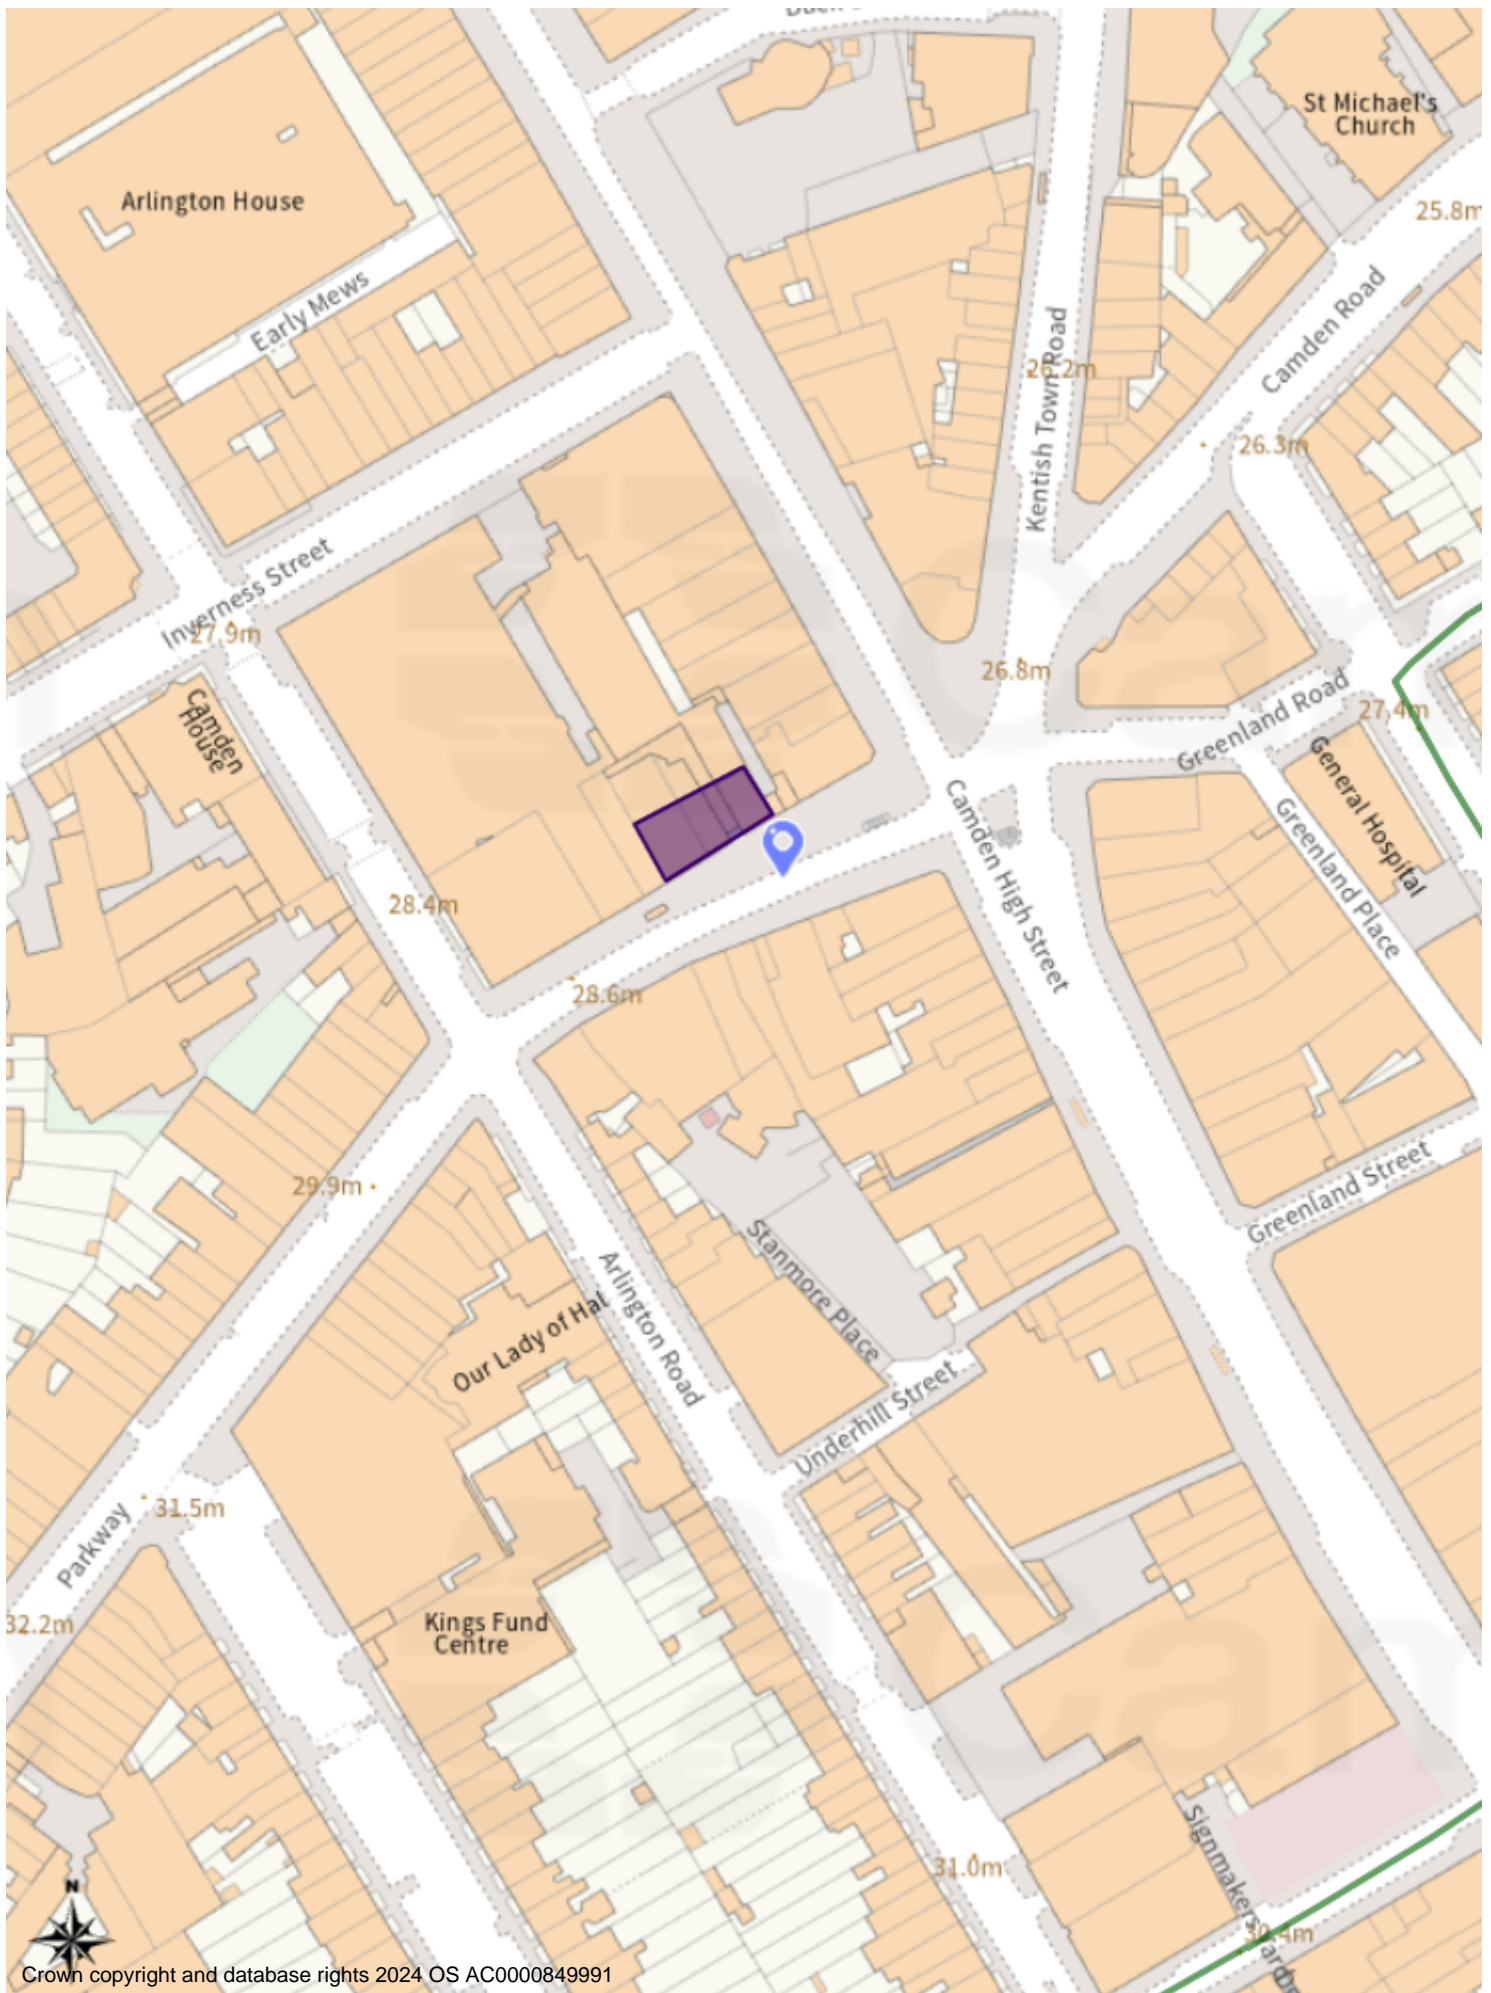 St Michael's
Church
Arlington House
25.8m
Early Mews
Camden Road
Kentish Town Road
26.2m
26.3m
Inverness Street
27.9m
26.8m
Camden
House
Greenland Road
27.4m
General Hospital
Camden High Street
Greenland Place
28.4m
28.6m
29.9m
Greenland Street
Stanmore Place
Arlington Road
Our Lady of Hal
Underhill Street
Parkway
31.5m
Kings Fund
Centre
32.2m
31.0m
Signmakers
30.4m
N
Crown copyright and database rights 2024 OS AC0000849991